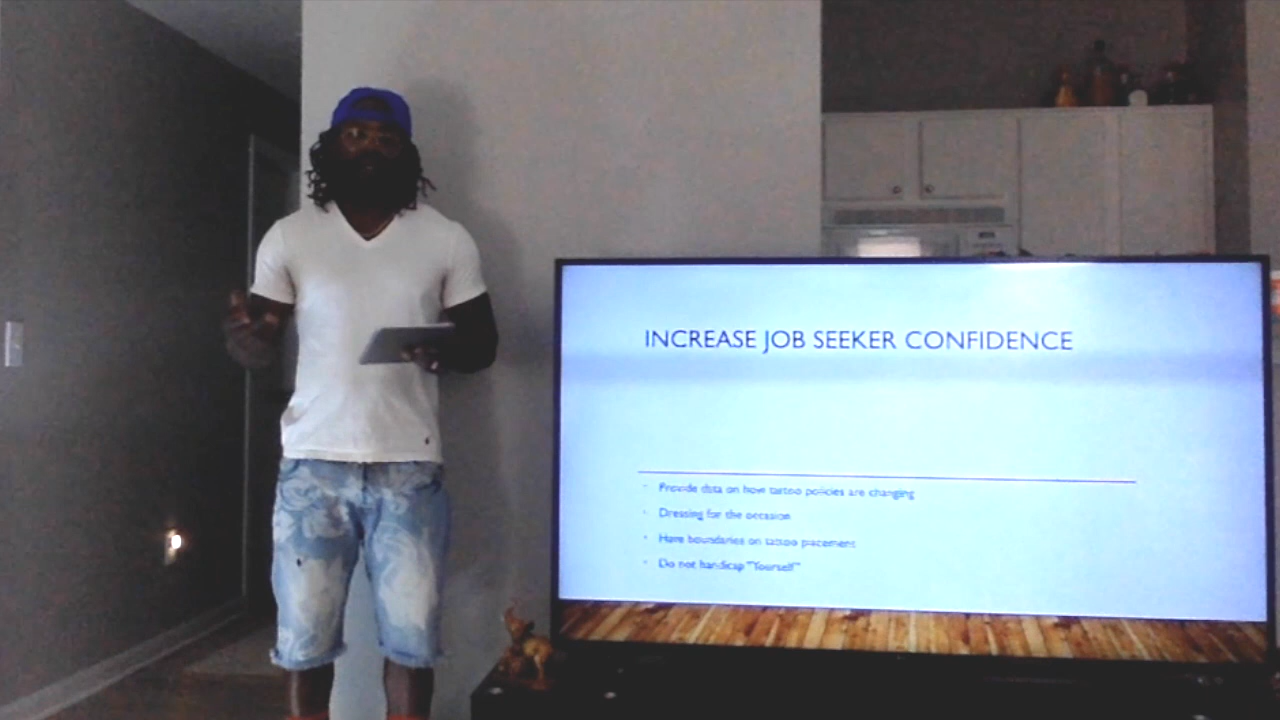 INCREASE JOB SEEKER CONFIDENCE
Provide data on how tattoo policies are changing
Dressing for the occasion
Have boundaries on tattoo placement
Do not handicap "Yourself"